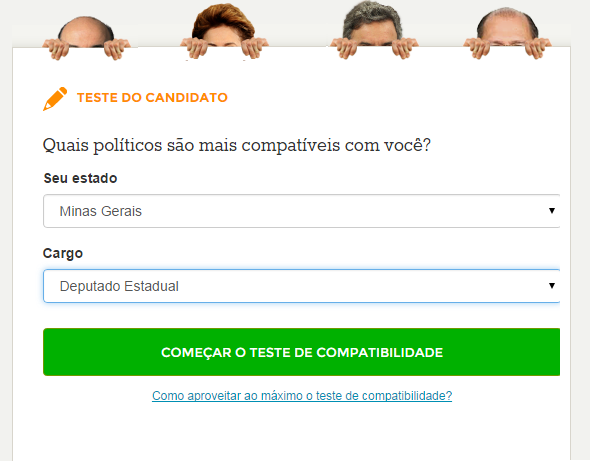 TESTE DO CANDIDATO
Quais políticos são mais compatíveis com você?
Seu estado
Minas Gerais
Cargo
Deputado Estadual
COMEÇAR O TESTE DE COMPATIBILIDADE
Como aproveitar ao máximo o teste de compatibilidade?